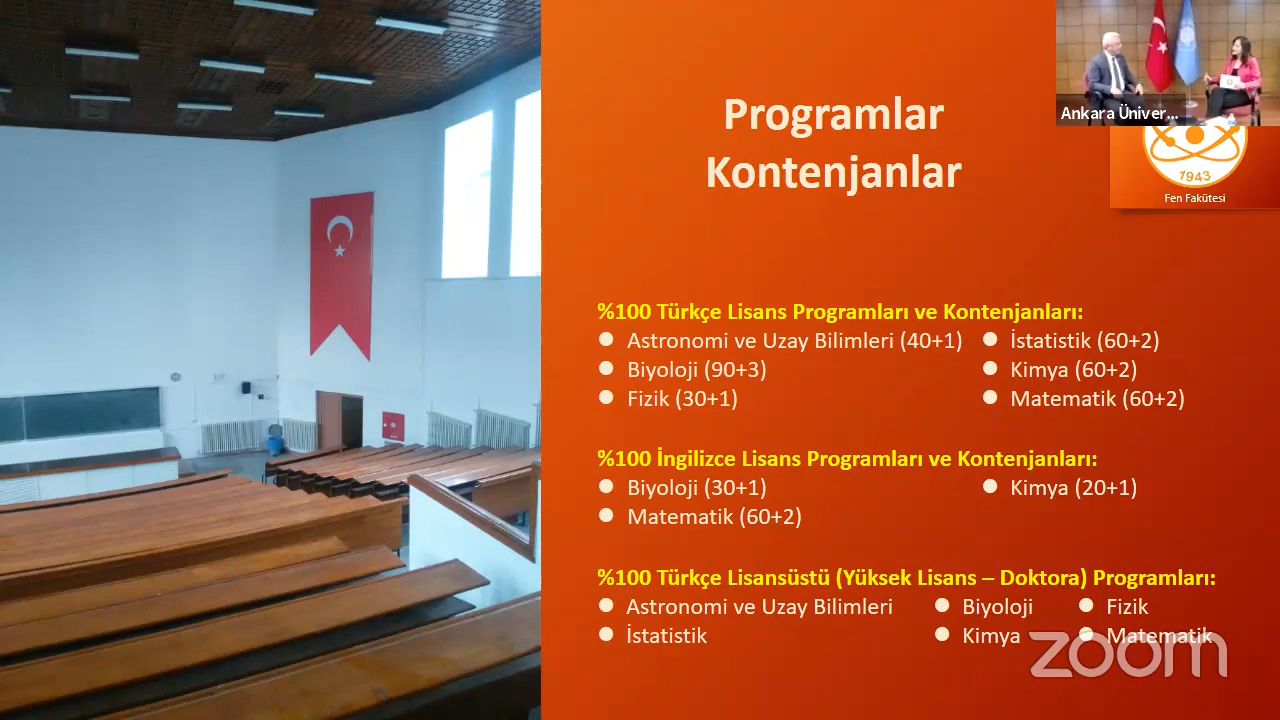 Programlar
Kontenjanlar
Ankara Üniver...
1943
Fen Fakültesi
%100 Türkçe Lisans Programları ve Kontenjanları:
Astronomi ve Uzay Bilimleri (40+1) İstatistik (60+2)
Biyoloji (90+3) Kimya (60+2)
Fizik (30+1) Matematik (60+2)
%100 İngilizce Lisans Programları ve Kontenjanları:
Biyoloji (30+1) Kimya (20+1)
Matematik (60+2)
%100 Türkçe Lisansüstü (Yüksek Lisans – Doktora) Programları:
Astronomi ve Uzay Bilimleri Biyoloji Fizik
İstatistik Kimya Matematik
zoom